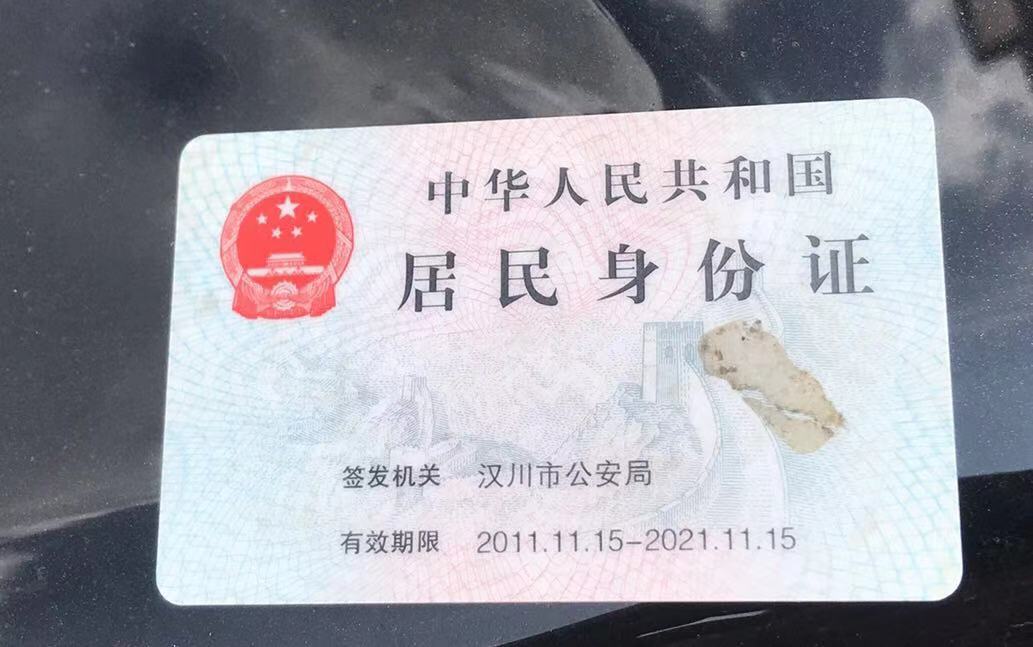 中华人民共和国
居民身份证
签发机关 汉川市公安局
有效期限 2011.11.15-2021.11.15